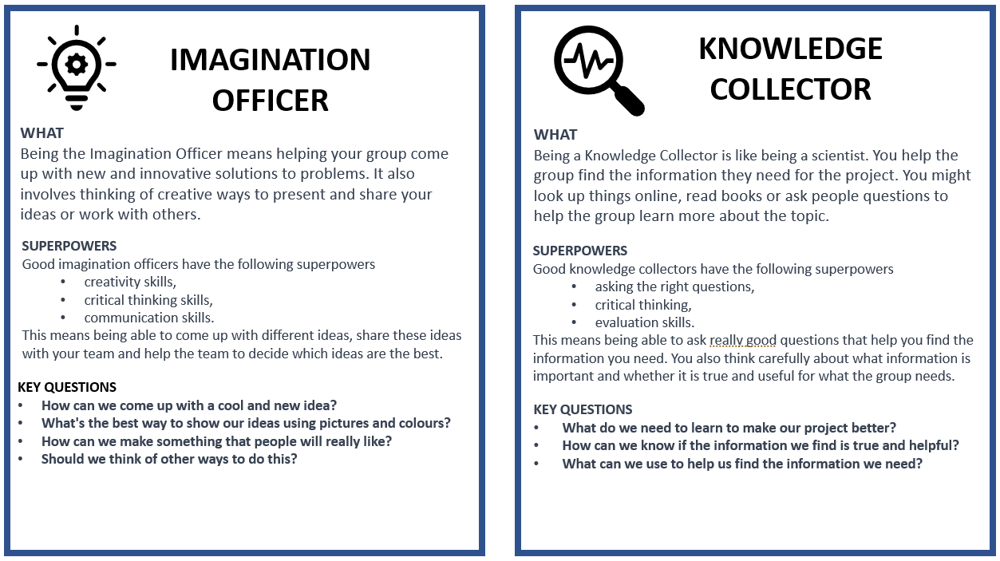 IMAGINATION
OFFICER
WHAT
Being the Imagination Officer means helping your group come
up with new and innovative solutions to problems. It also
involves thinking of creative ways to present and share your
ideas or work with others.
SUPERPOWERS
Good imagination officers have the following superpowers
• creativity skills,
• critical thinking skills,
• communication skills.
This means being able to come up with different ideas, share these ideas
with your team and help the team to decide which ideas are the best.
KEY QUESTIONS
• How can we come up with a cool and new idea?
• What's the best way to show our ideas using pictures and colours?
• How can we make something that people will really like?
• Should we think of other ways to do this?
KNOWLEDGE
COLLECTOR
WHAT
Being a Knowledge Collector is like being a scientist. You help the
group find the information they need for the project. You might
look up things online, read books or ask people questions to
help the group learn more about the topic.
SUPERPOWERS
Good knowledge collectors have the following superpowers
• asking the right questions,
• critical thinking,
• evaluation skills.
This means being able to ask really good questions that help you find the
information you need. You also think carefully about what information is
important and whether it is true and useful for what the group needs.
KEY QUESTIONS
• What do we need to learn to make our project better?
• How can we know if the information we find is true and helpful?
• What can we use to help us find the information we need?